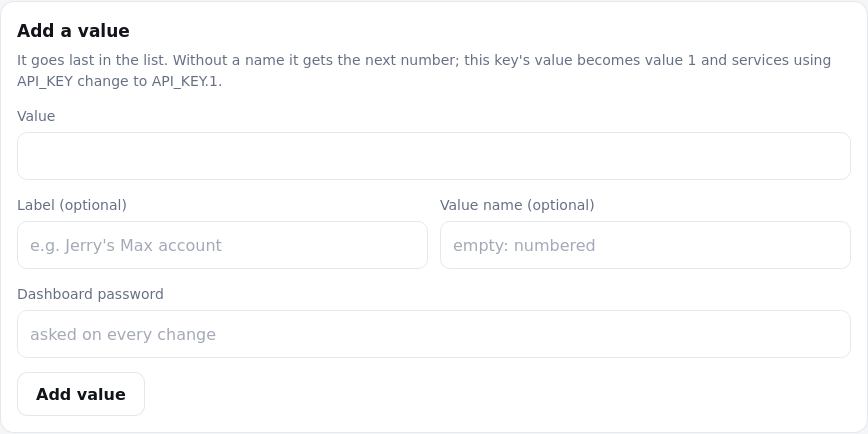 Add a value
It goes last in the list. Without a name it gets the next number; this key's value becomes value 1 and services using
API_KEY change to API_KEY.1.
Value
Label (optional)
Value name (optional)
e.g. Jerry's Max account
empty: numbered
Dashboard password
asked on every change
Add value